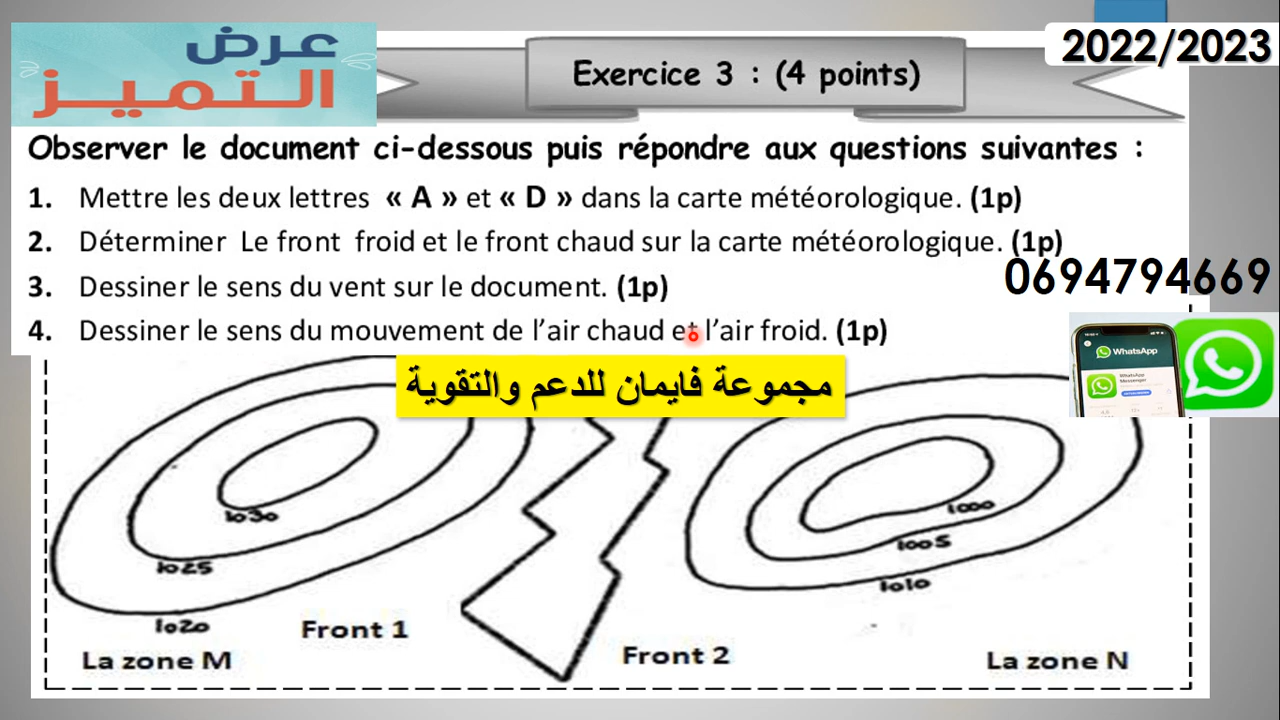 عرض
التميز
2022/2023
Exercice 3 : (4 points)
Observer le document ci-dessous puis répondre aux questions suivantes :
1. Mettre les deux lettres « A » et « D » dans la carte météorologique. (1p)
2. Déterminer Le front froid et le front chaud sur la carte météorologique. (1p)
0694794669
3. Dessiner le sens du vent sur le document. (1p)
4. Dessiner le sens du mouvement de l’air chaud et l’air froid. (1p)
WhatsApp
WhatsApp
Messenger
مجموعة فايمان للدعم والتقوية
1030
1025
1020
1000
1005
1010
Front 1
La zone M
Front 2
La zone N